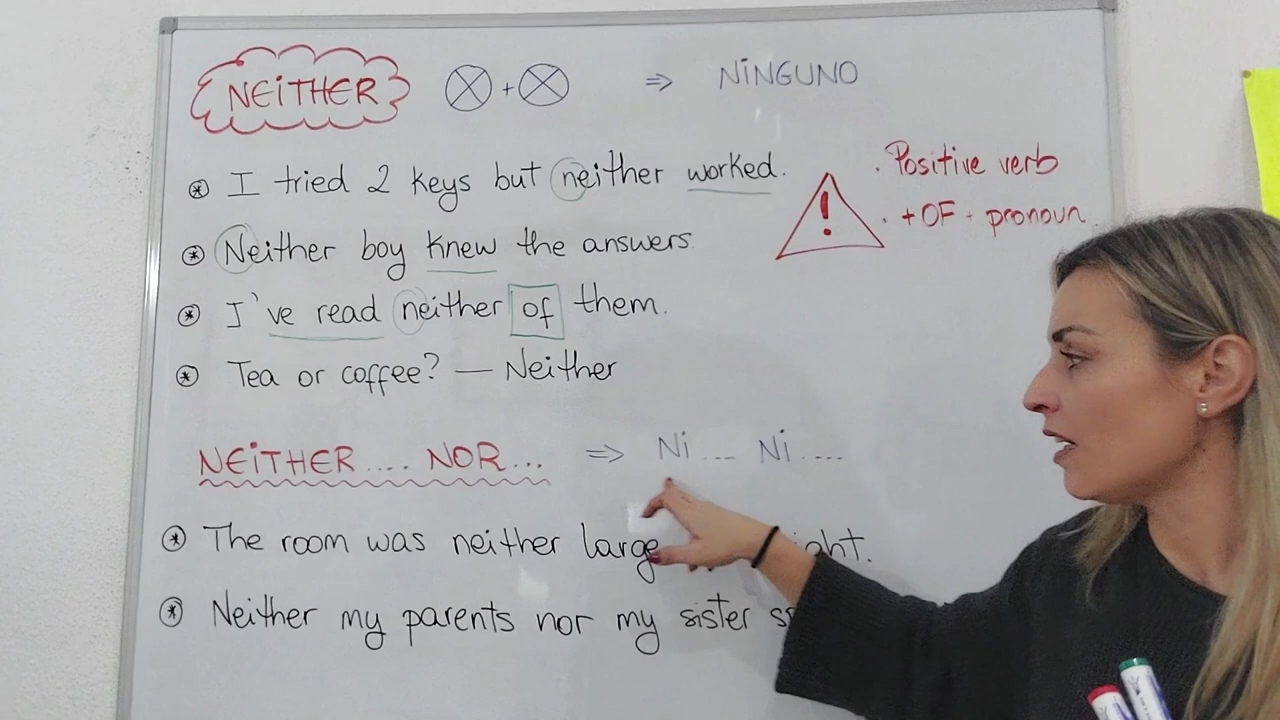 NEITHER + ⇒ NINGUNO
I tried 2 keys but neither worked.
· Positive verb
· + OF + pronoun
Neither boy knew the answers.
I've read neither of them.
Tea or coffee? — Neither
NEITHER .... NOR ... ⇒ Ni ... Ni ....
The room was neither large
Neither my parents nor my sister